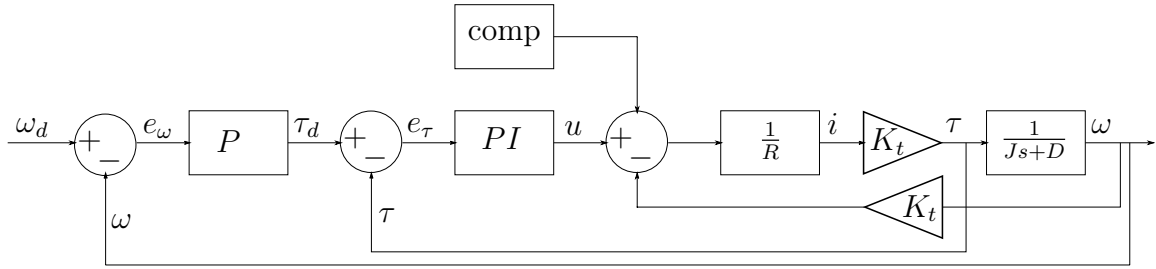 comp
ω_d + − e_ω P τ_d + − e_τ PI u + − 1/R i K_t τ 1/(Js+D) ω
K_t
ω τ